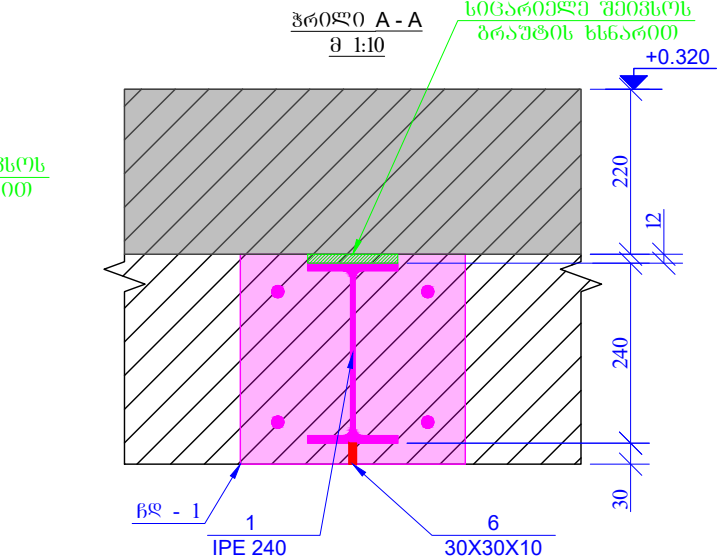 ჭრილი A - A
მ 1:10
სიცარიელე შეივსოს
გრაუტის ხსნარით
+0.320
220
12
240
30
ჩდ - 1
1
IPE 240
6
30X30X10